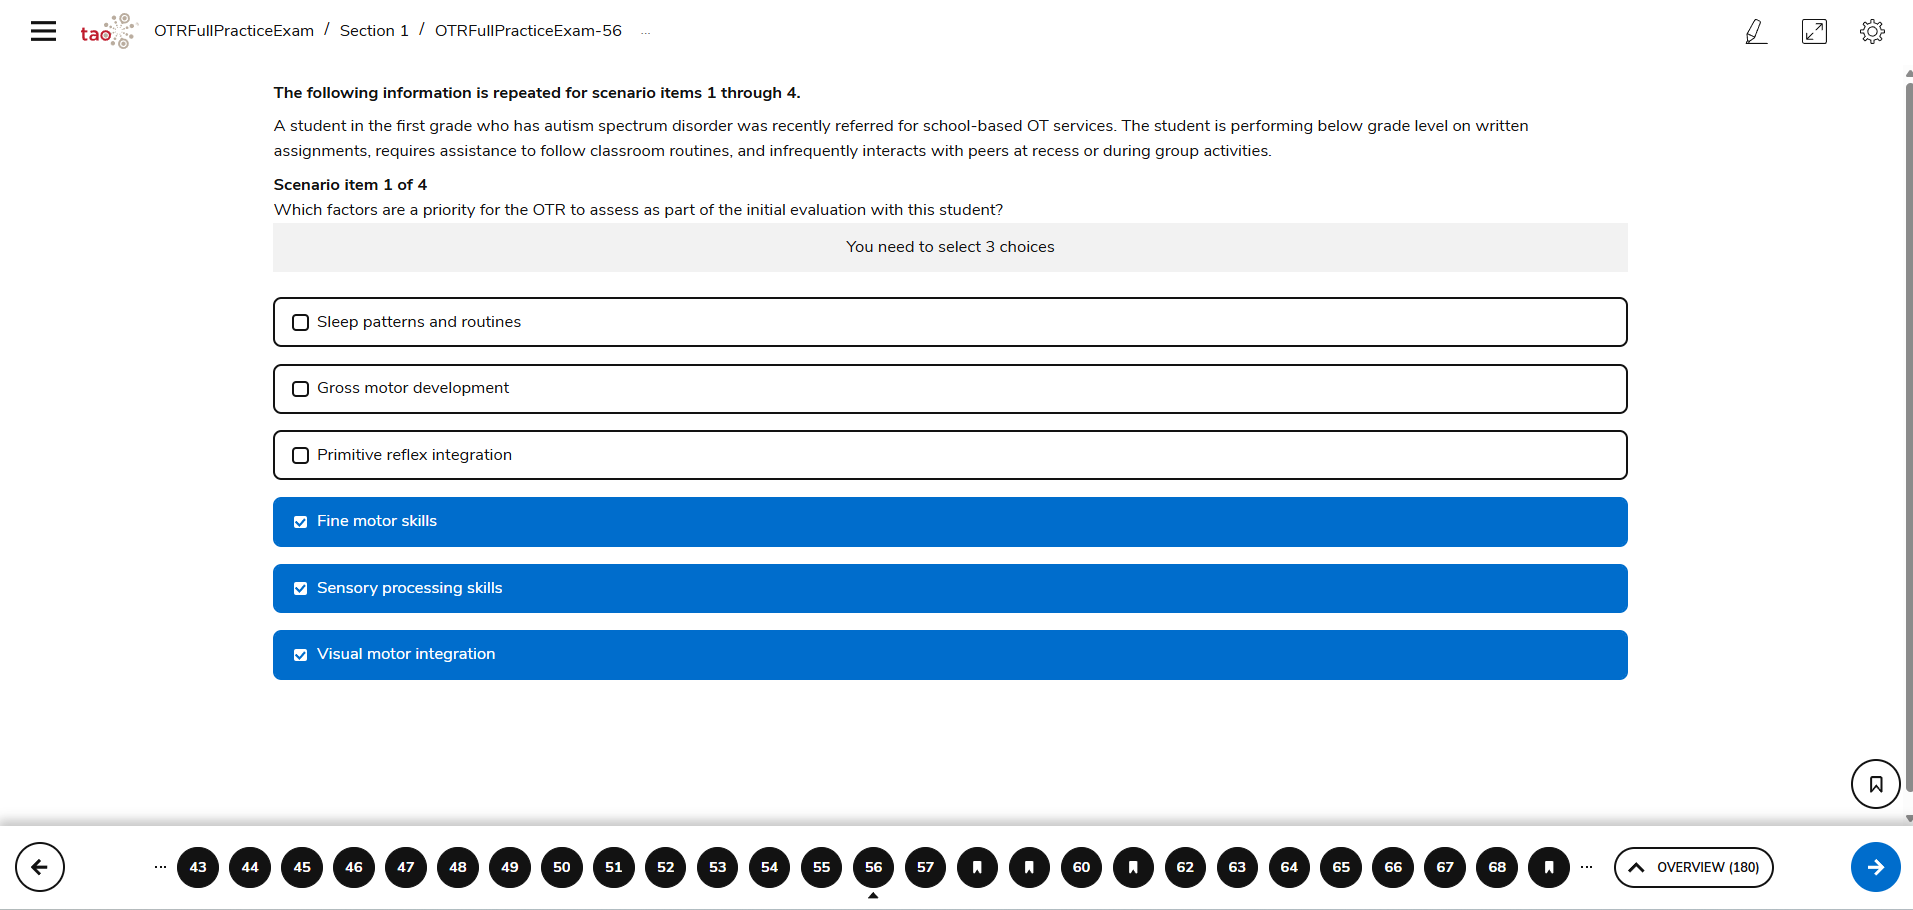 tao OTRFullPracticeExam / Section 1 / OTRFullPracticeExam-56 ...
The following information is repeated for scenario items 1 through 4.
A student in the first grade who has autism spectrum disorder was recently referred for school-based OT services. The student is performing below grade level on written
assignments, requires assistance to follow classroom routines, and infrequently interacts with peers at recess or during group activities.
Scenario item 1 of 4
Which factors are a priority for the OTR to assess as part of the initial evaluation with this student?
You need to select 3 choices
Sleep patterns and routines
Gross motor development
Primitive reflex integration
Fine motor skills
Sensory processing skills
Visual motor integration
... 43 44 45 46 47 48 49 50 51 52 53 54 55 56 57 60 62 63 64 65 66 67 68 ... OVERVIEW (180)